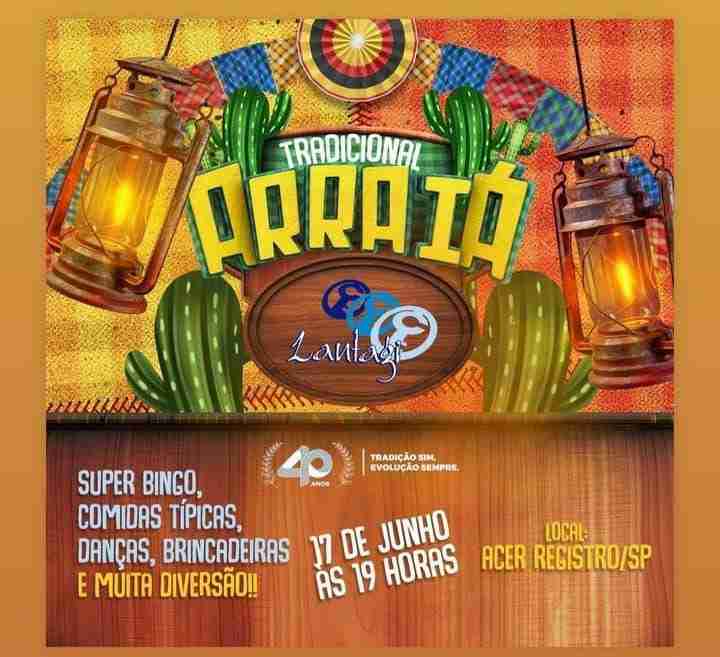 TRADICIONAL
ARRAIÁ
Lantagi
40
ANOS
TRADIÇÃO SIM,
EVOLUÇÃO SEMPRE.
SUPER BINGO,
COMIDAS TÍPICAS,
DANÇAS, BRINCADEIRAS
E MUITA DIVERSÃO!!
17 DE JUNHO
ÀS 19 HORAS
LOCAL:
ACER REGISTRO/SP